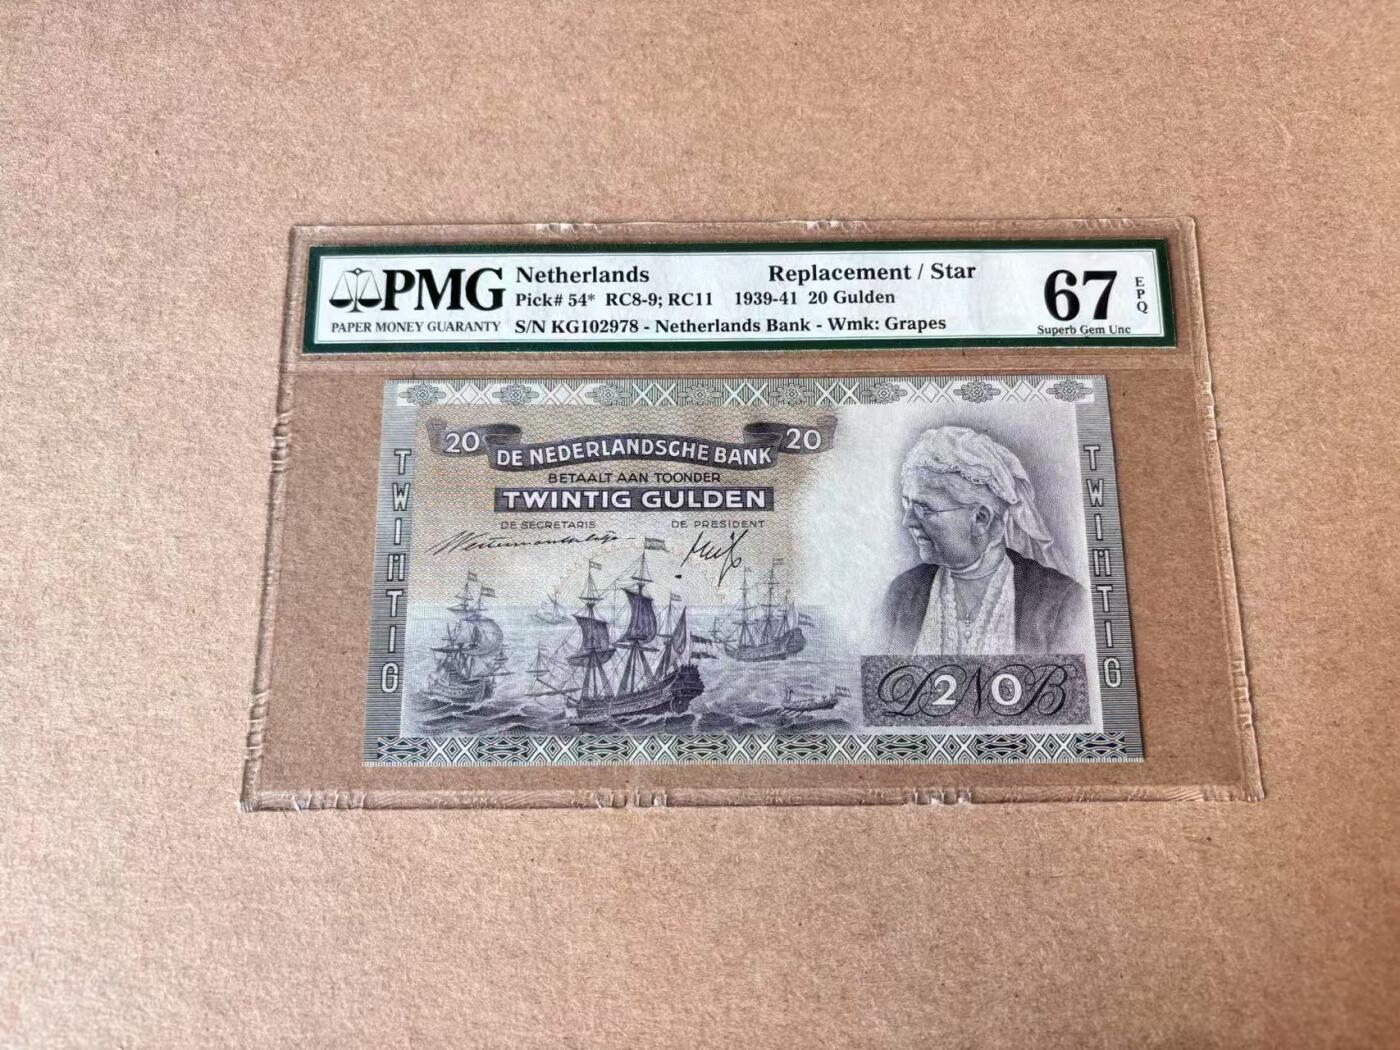 PMG
PAPER MONEY GUARANTY
Netherlands Replacement / Star
Pick# 54* RC8-9; RC11 1939-41 20 Gulden
S/N KG102978 - Netherlands Bank - Wmk: Grapes
67
EPQ
Superb Gem Unc
20 20
DE NEDERLANDSCHE BANK
BETAALT AAN TOONDER
TWINTIG GULDEN
DE SECRETARIS DE PRESIDENT
TWINTIG
TWINTIG
DNB
20